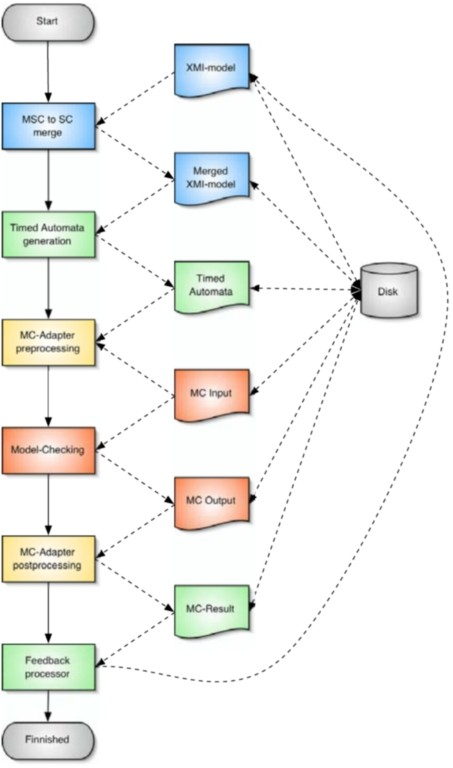 Start
XMI-model
MSC to SC
merge
Merged
XMI-model
Timed Automata
generation
Timed
Automata
Disk
MC-Adapter
preprocessing
MC Input
Model-Checking
MC Output
MC-Adapter
postprocessing
MC-Result
Feedback
processor
Finnished